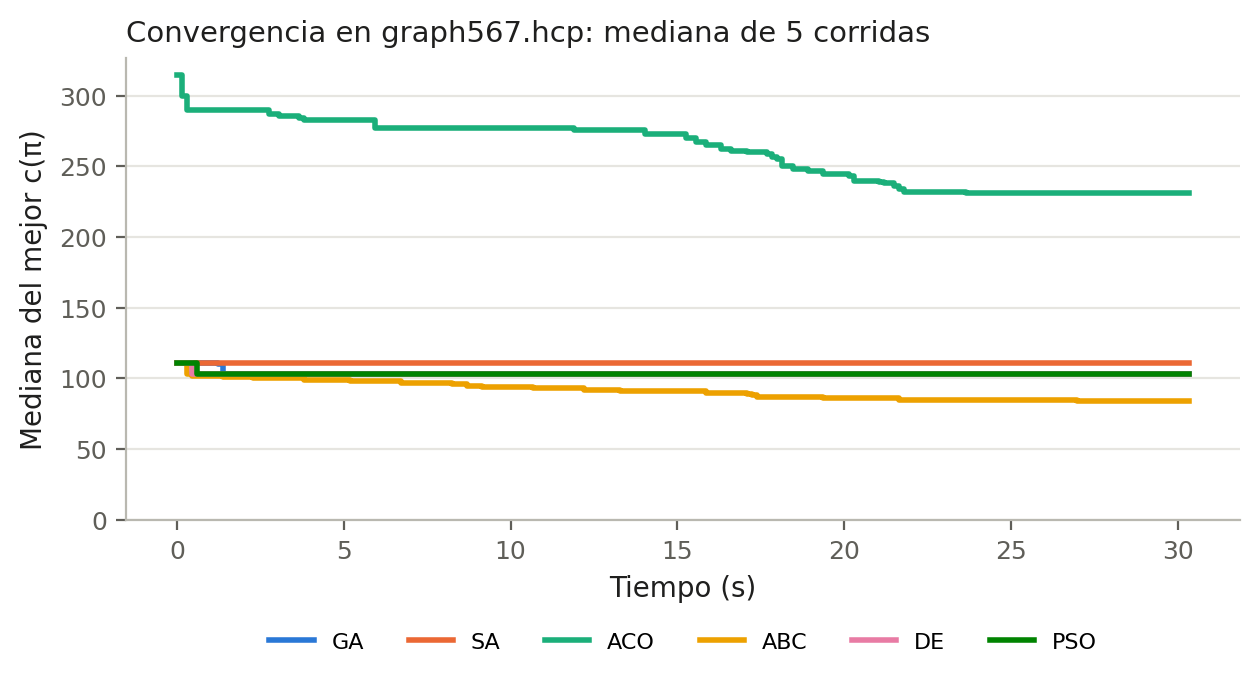 Convergencia en graph567.hcp: mediana de 5 corridas
Mediana del mejor c(π)
300
250
200
150
100
50
0
0 5 10 15 20 25 30
Tiempo (s)
GA SA ACO ABC DE PSO